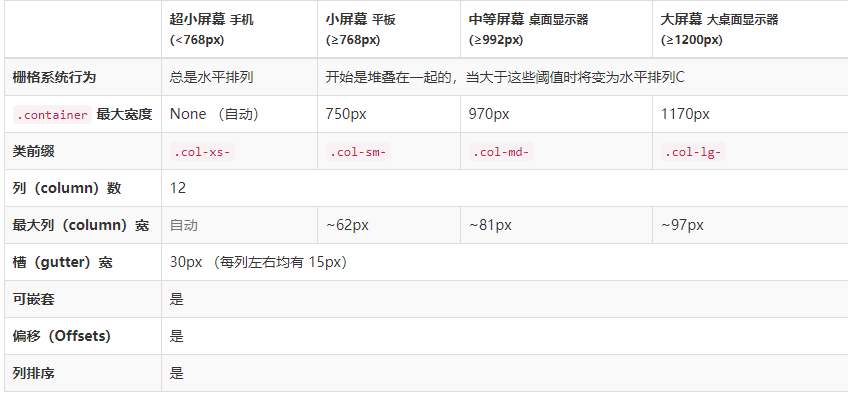 超小屏幕 手机 小屏幕 平板 中等屏幕 桌面显示器 大屏幕 大桌面显示器
(<768px) (≥768px) (≥992px) (≥1200px)
栅格系统行为 总是水平排列 开始是堆叠在一起的，当大于这些阈值时将变为水平排列C
.container 最大宽度 None （自动） 750px 970px 1170px
类前缀 .col-xs- .col-sm- .col-md- .col-lg-
列（column）数 12
最大列（column）宽 自动 ~62px ~81px ~97px
槽（gutter）宽 30px （每列左右均有 15px）
可嵌套 是
偏移（Offsets） 是
列排序 是